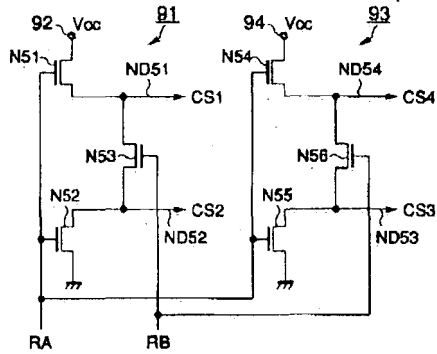 92 Vcc 91 94 Vcc 93
N51 ND51 N54 ND54
CS1 CS4
N53 N56
N52 CS2 N55 CS3
ND52 ND53
RA RB